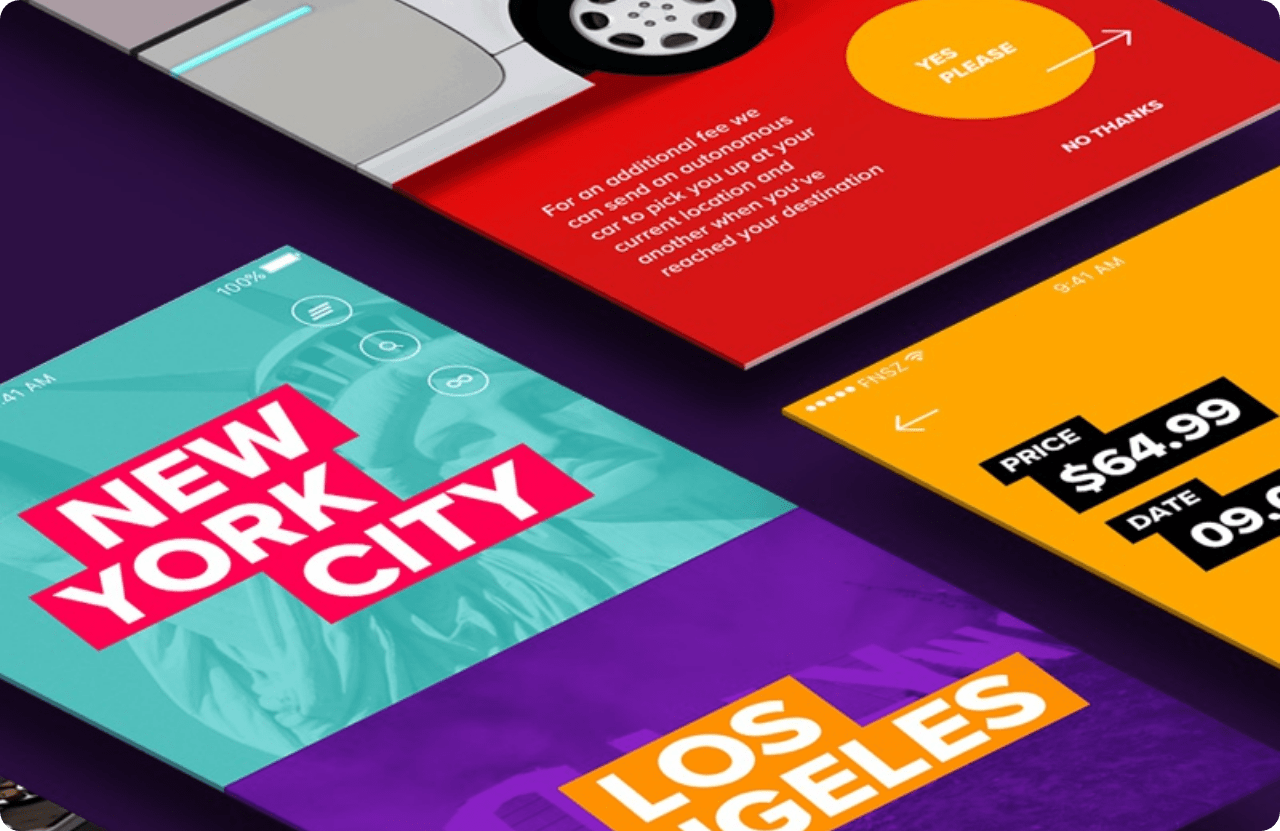 YES
PLEASE
NO THANKS
For an additional fee we
can send an autonomous
car to pick you up at your
current location and
another when you've
reached your destination
100%
:41 AM
NEW
YORK
CITY
9:41 AM
FNSZ
PRICE
$64.99
DATE
09.
LOS
GELES